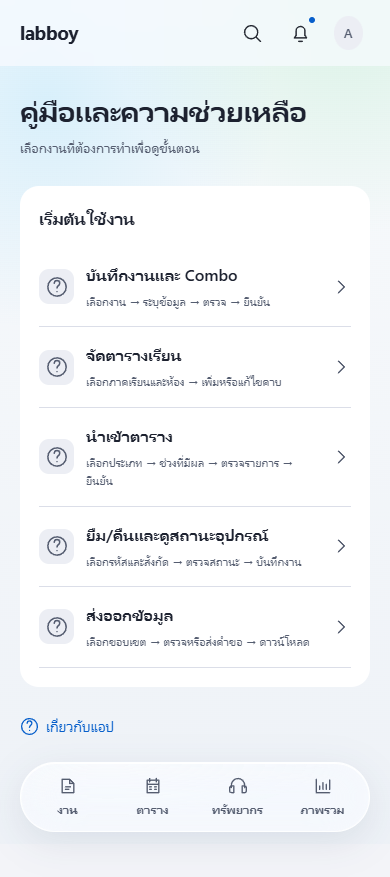 labboy
A
คู่มือและความช่วยเหลือ
เลือกงานที่ต้องการทำเพื่อดูขั้นตอน
เริ่มต้นใช้งาน
บันทึกงานและ Combo
เลือกงาน → ระบุข้อมูล → ตรวจ → ยืนยัน
จัดตารางเรียน
เลือกภาคเรียนและห้อง → เพิ่มหรือแก้ไขคาบ
นำเข้าตาราง
เลือกประเภท → ช่วงที่มีผล → ตรวจรายการ →
ยืนยัน
ยืม/คืนและดูสถานะอุปกรณ์
เลือกรหัสและสังกัด → ตรวจสถานะ → บันทึกงาน
ส่งออกข้อมูล
เลือกขอบเขต → ตรวจหรือส่งคำขอ → ดาวน์โหลด
เกี่ยวกับแอป
งาน
ตาราง
ทรัพยากร
ภาพรวม